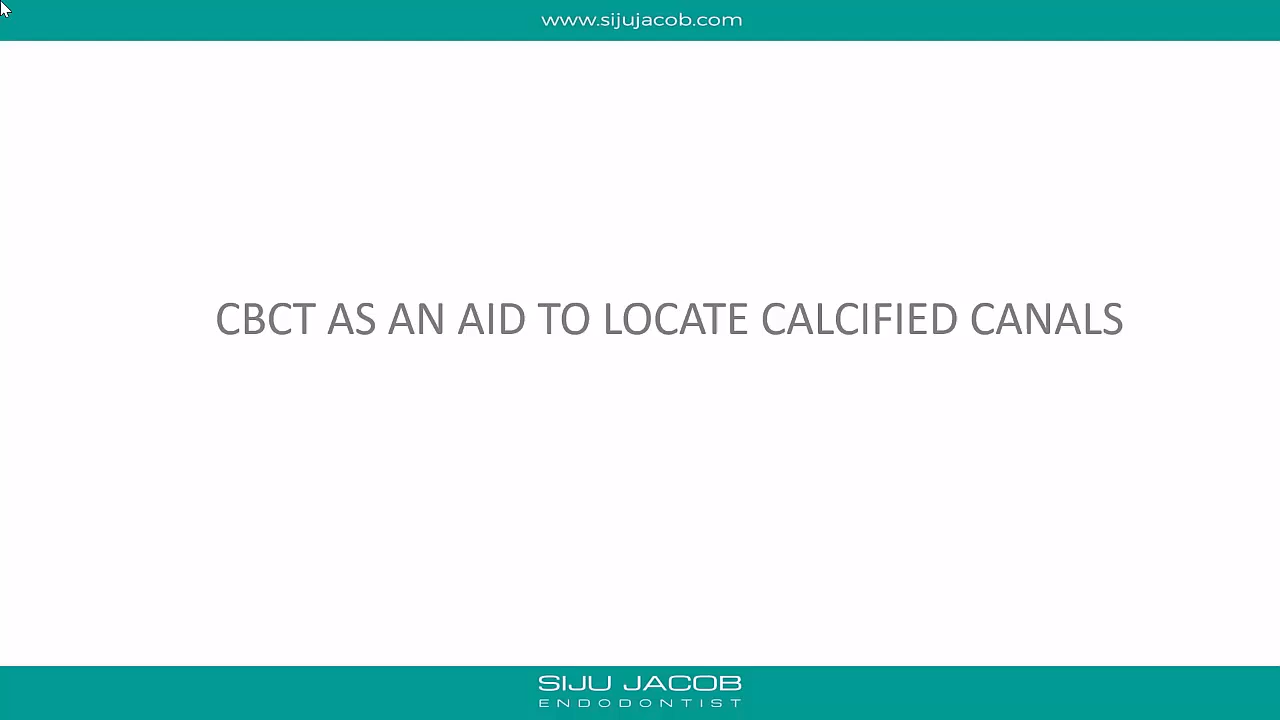 www.sijujacob.com
CBCT AS AN AID TO LOCATE CALCIFIED CANALS
SIJU JACOB
ENDODONTIST